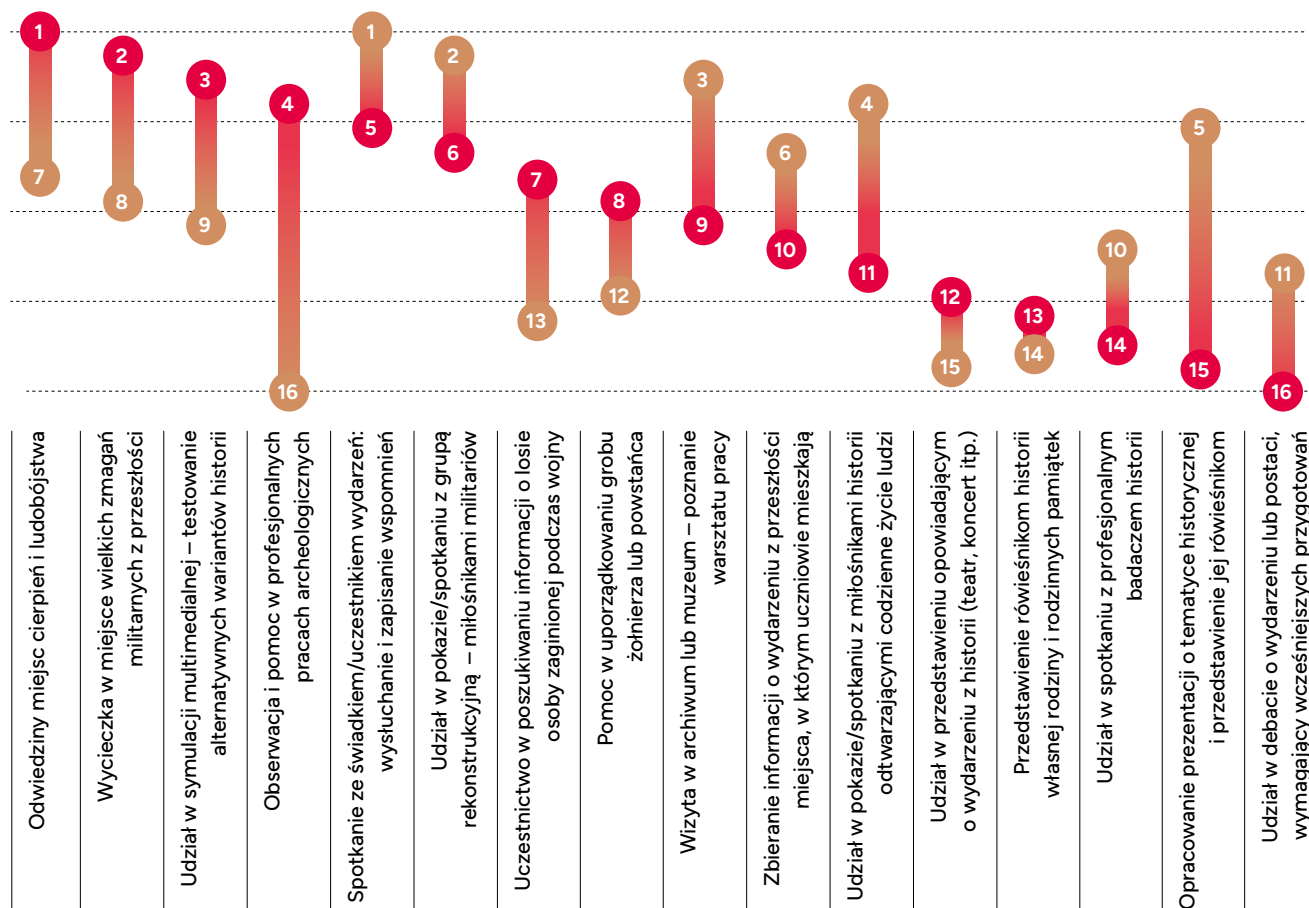 1
7
2
8
3
9
4
16
1
5
2
6
7
13
8
12
3
9
6
10
4
11
12
15
13
14
10
14
5
15
11
16
Odwiedziny miejsc cierpień i ludobójstwa
Wycieczka w miejsce wielkich zmagań
militarnych z przeszłości
Udział w symulacji multimedialnej – testowanie
alternatywnych wariantów historii
Obserwacja i pomoc w profesjonalnych
pracach archeologicznych
Spotkanie ze świadkiem/uczestnikiem wydarzeń:
wysłuchanie i zapisanie wspomnień
Udział w pokazie/spotkaniu z grupą
rekonstrukcyjną – miłośnikami militariów
Uczestnictwo w poszukiwaniu informacji o losie
osoby zaginionej podczas wojny
Pomoc w uporządkowaniu grobu
żołnierza lub powstańca
Wizyta w archiwum lub muzeum – poznanie
warsztatu pracy
Zbieranie informacji o wydarzeniu z przeszłości
miejsca, w którym uczniowie mieszkają
Udział w pokazie/spotkaniu z miłośnikami historii
odtwarzającymi codzienne życie ludzi
Udział w przedstawieniu opowiadającym
o wydarzeniu z historii (teatr, koncert itp.)
Przedstawienie rówieśnikom historii
własnej rodziny i rodzinnych pamiątek
Udział w spotkaniu z profesjonalnym
badaczem historii
Opracowanie prezentacji o tematyce historycznej
i przedstawienie jej rówieśnikom
Udział w debacie o wydarzeniu lub postaci,
wymagający wcześniejszych przygotowań